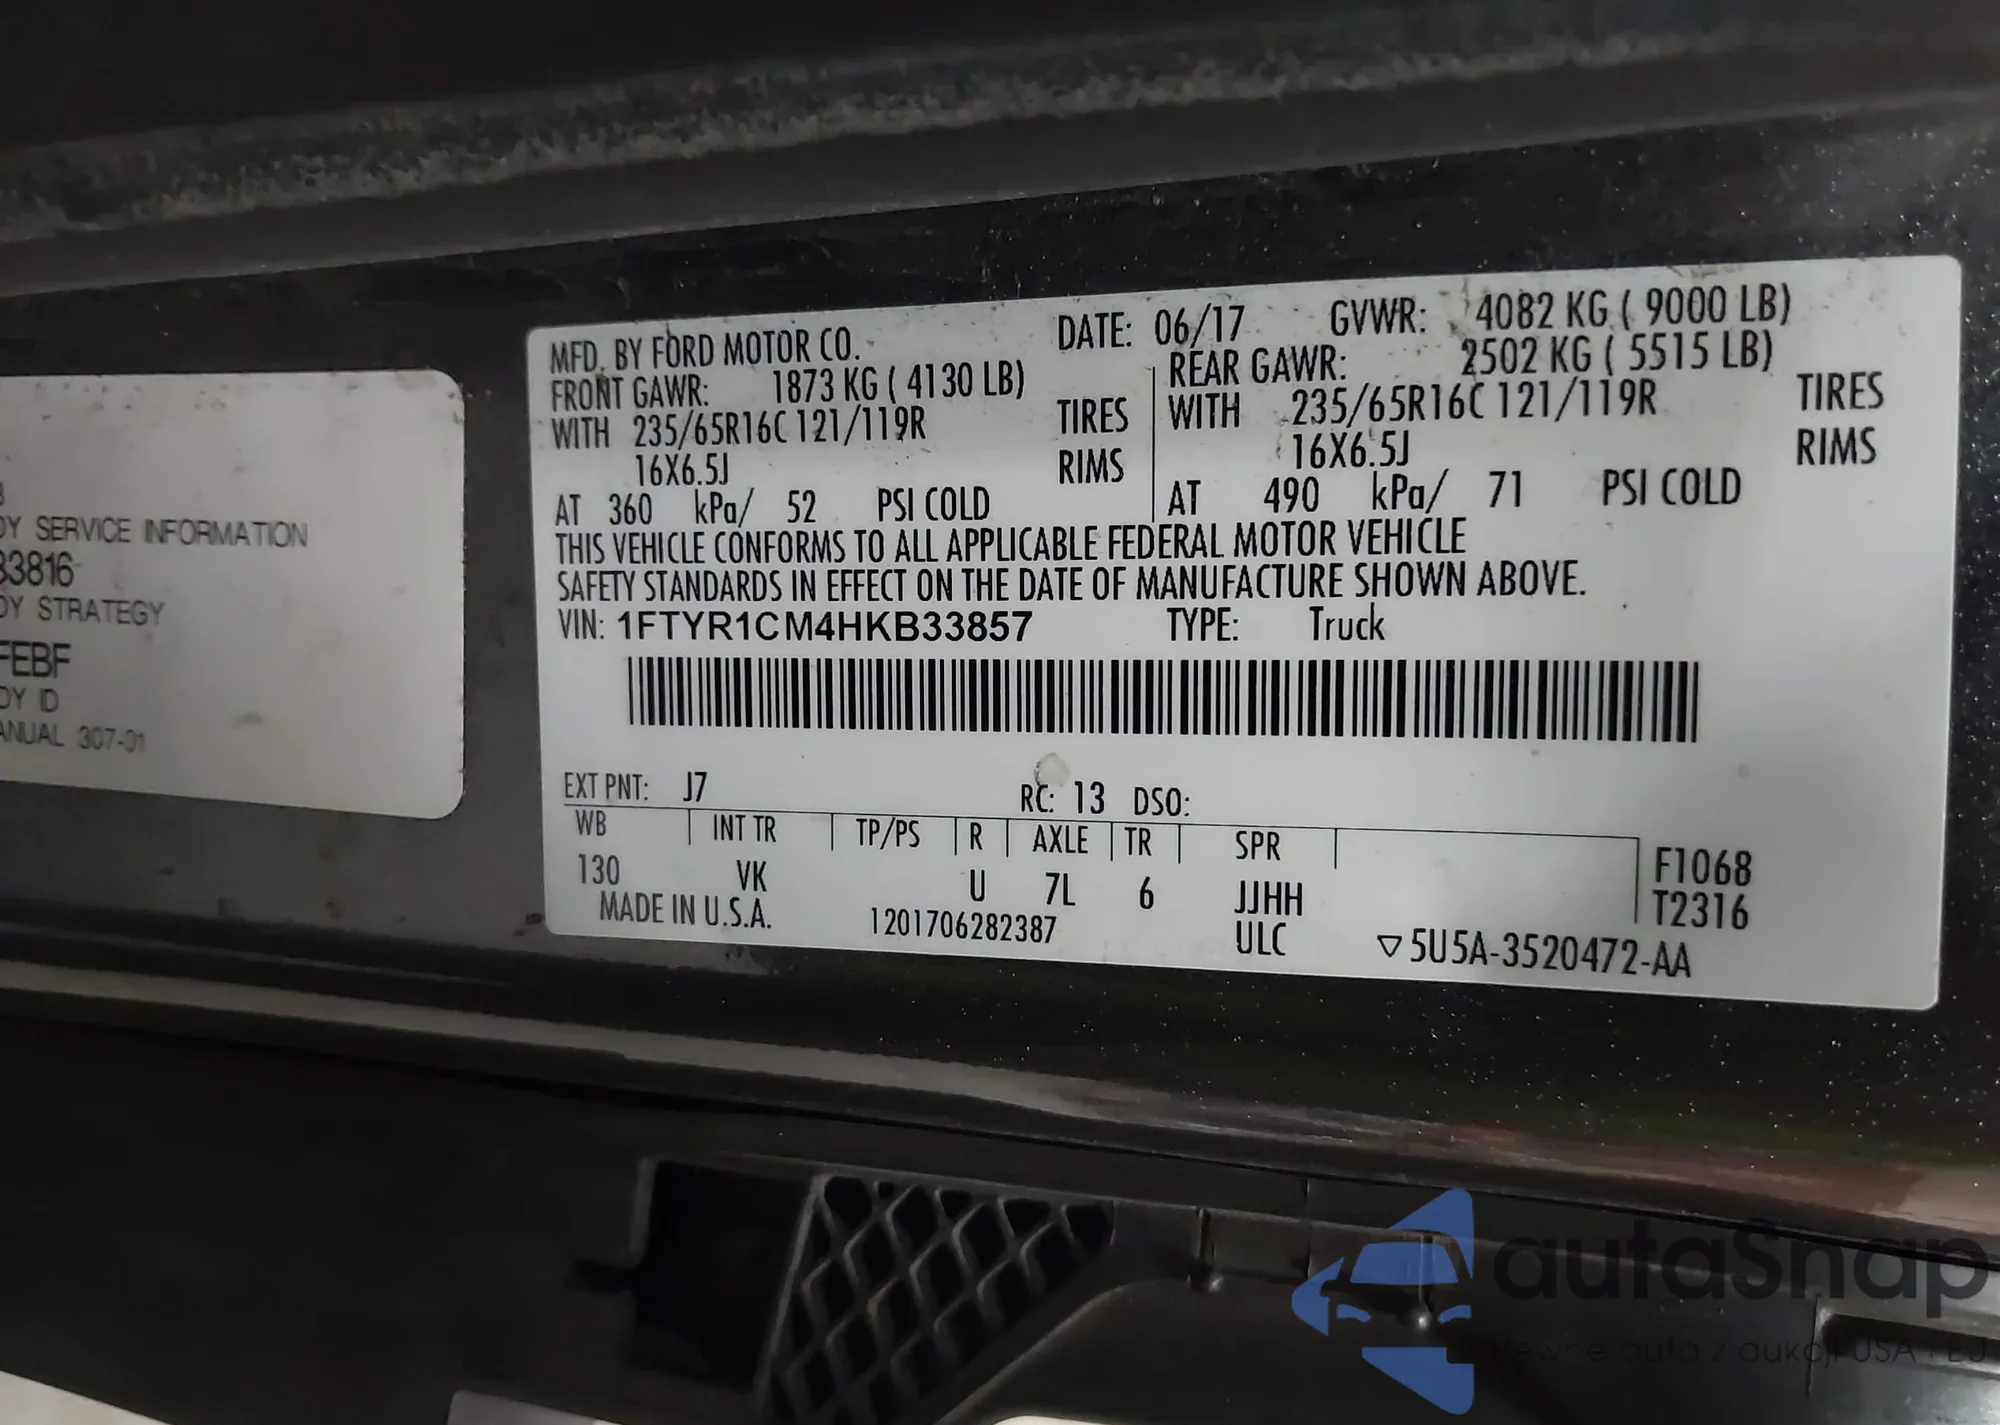 DY SERVICE INFORMATION
33816
DY STRATEGY
FEBF
DY ID
ANUAL 307-01
MFD. BY FORD MOTOR CO. DATE: 06/17 GVWR: 4082 KG ( 9000 LB)
FRONT GAWR: 1873 KG ( 4130 LB) REAR GAWR: 2502 KG ( 5515 LB)
WITH 235/65R16C 121/119R TIRES WITH 235/65R16C 121/119R TIRES
16X6.5J RIMS 16X6.5J RIMS
AT 360 kPa/ 52 PSI COLD AT 490 kPa/ 71 PSI COLD
THIS VEHICLE CONFORMS TO ALL APPLICABLE FEDERAL MOTOR VEHICLE
SAFETY STANDARDS IN EFFECT ON THE DATE OF MANUFACTURE SHOWN ABOVE.
VIN: 1FTYR1CM4HKB33857 TYPE: Truck
EXT PNT: J7 RC: 13 DSO:
WB INT TR TP/PS R AXLE TR SPR
130 VK U 7L 6 JJHH F1068
MADE IN U.S.A. 1201706282387 ULC T2316
▽5U5A-3520472-AA
autaSnap
Pewne auta z aukcji USA i EU